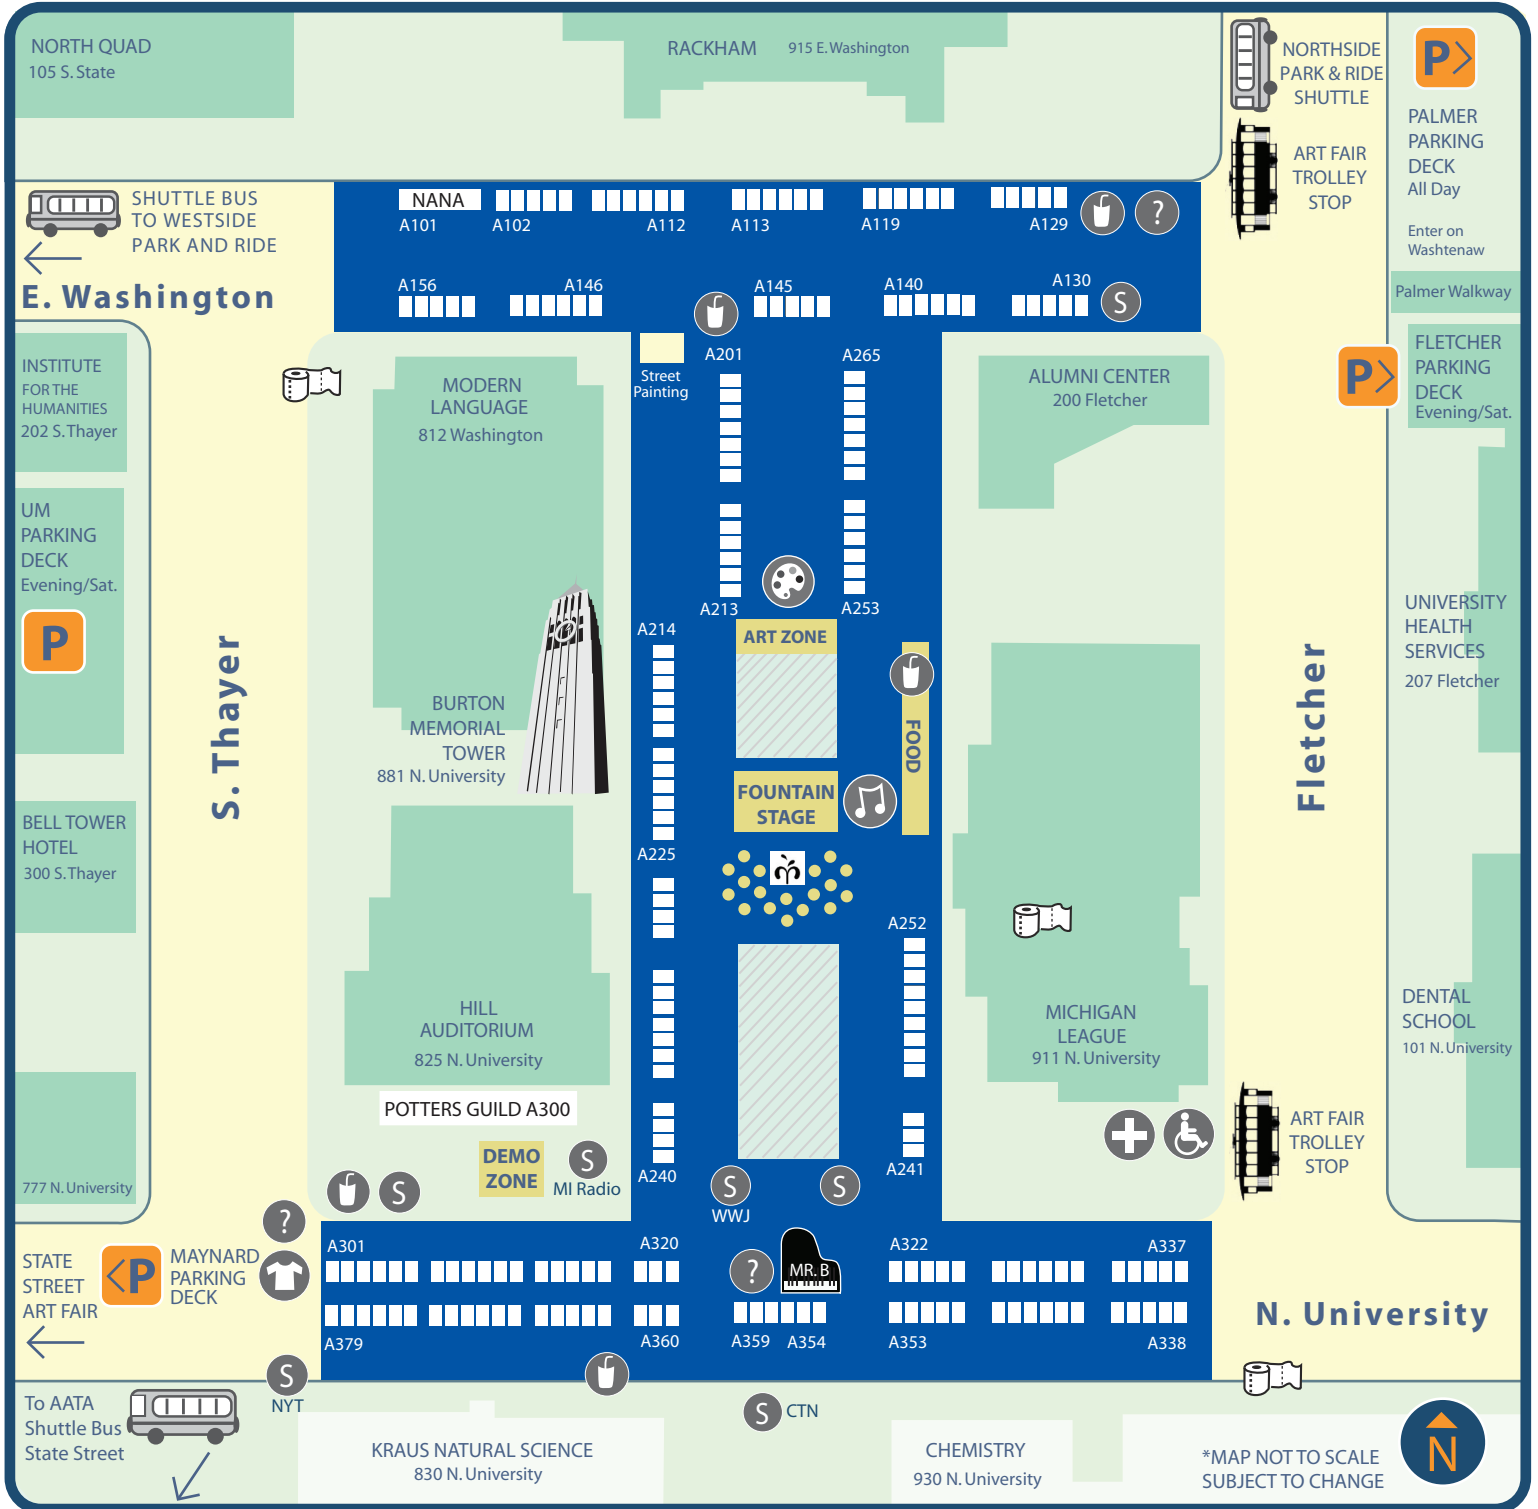 NORTH QUAD
105 S. State
RACKHAM 915 E. Washington
NORTHSIDE
PARK & RIDE
SHUTTLE
P>
PALMER
PARKING
DECK
All Day
Enter on
Washtenaw
ART FAIR
TROLLEY
STOP
SHUTTLE BUS
TO WESTSIDE
PARK AND RIDE
E. Washington
NANA
A101 A102 A112 A113 A119 A129 ?
A156 A146 A145 A140 A130 S
Palmer Walkway
INSTITUTE
FOR THE
HUMANITIES
202 S. Thayer
MODERN
LANGUAGE
812 Washington
Street
Painting
A201 A265
ALUMNI CENTER
200 Fletcher
P>
FLETCHER
PARKING
DECK
Evening/Sat.
UM
PARKING
DECK
Evening/Sat.
P
A213 A253
A214
ART ZONE
UNIVERSITY
HEALTH
SERVICES
207 Fletcher
S. Thayer
Fletcher
BURTON
MEMORIAL
TOWER
881 N. University
FOOD
FOUNTAIN
STAGE
BELL TOWER
HOTEL
300 S. Thayer
A225
A252
HILL
AUDITORIUM
825 N. University
MICHIGAN
LEAGUE
911 N. University
DENTAL
SCHOOL
101 N. University
POTTERS GUILD A300
DEMO
ZONE
S
MI Radio
A240 A241
ART FAIR
TROLLEY
STOP
777 N. University
S
S
WWJ
S
?
STATE
STREET
ART FAIR
<P
MAYNARD
PARKING
DECK
A301 A320 A322 A337
? MR. B
A379 A360 A359 A354 A353 A338
N. University
S
NYT
To AATA
Shuttle Bus
State Street
S CTN
KRAUS NATURAL SCIENCE
830 N. University
CHEMISTRY
930 N. University
*MAP NOT TO SCALE
SUBJECT TO CHANGE
N